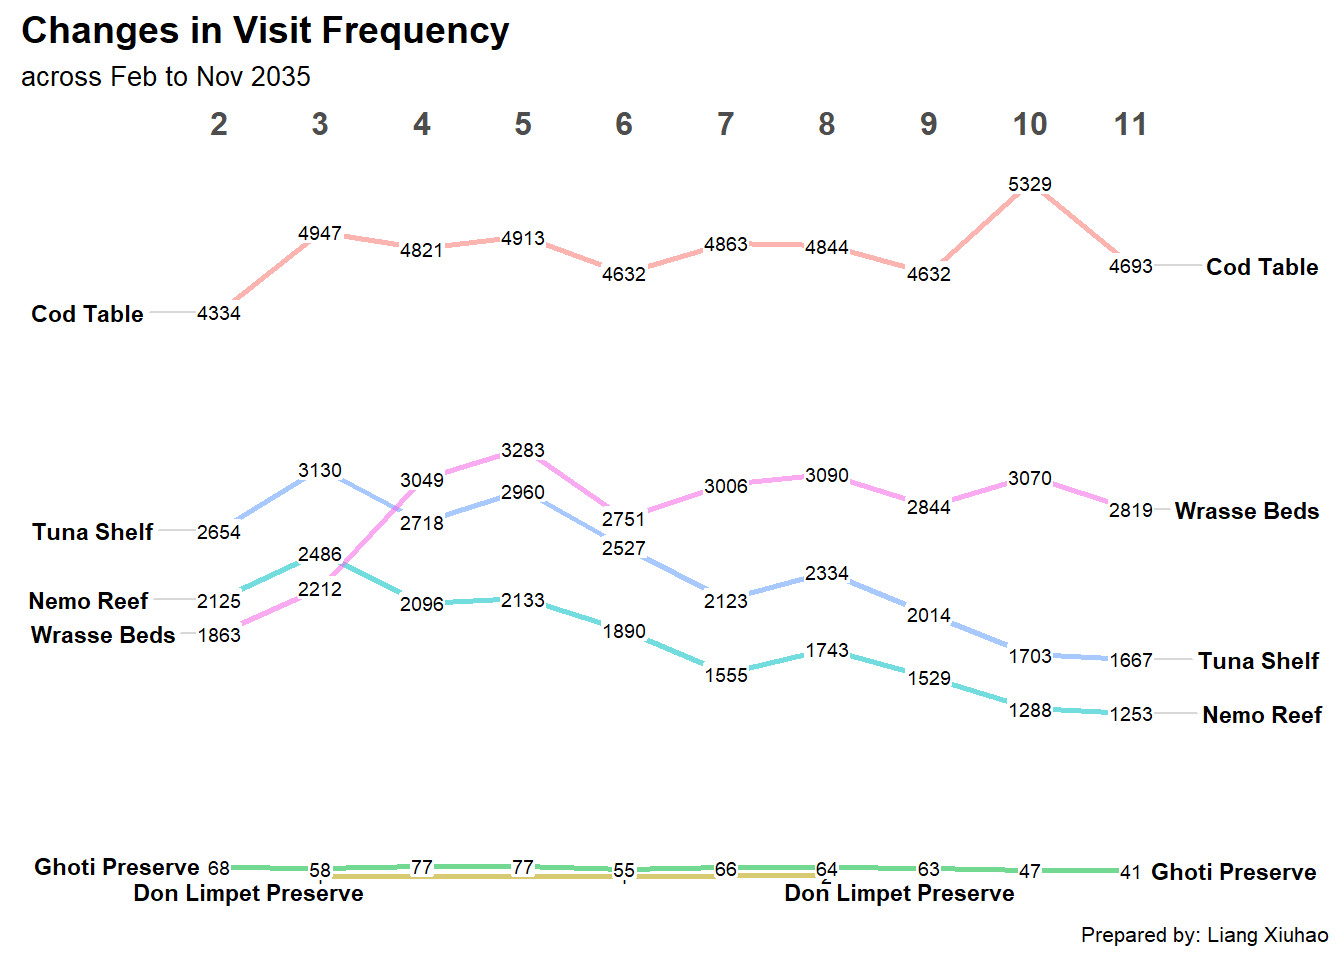 Changes in Visit Frequency
across Feb to Nov 2035
2 3 4 5 6 7 8 9 10 11
5329
4947 4821 4913 4632 4863 4844 4632 4693 Cod Table
Cod Table 4334
3283
3130 3049 2960 3006 3090 3070
2718 2751 2844 2819 Wrasse Beds
Tuna Shelf 2654
2486 2527
2212 2334
Nemo Reef 2125 2096 2133 2123 2014
Wrasse Beds 1863 1890
1555 1743 1529 1703 1667 Tuna Shelf
1288 1253 Nemo Reef
Ghoti Preserve 68 58 77 77 55 66 64 63 47 41 Ghoti Preserve
Don Limpet Preserve Don Limpet Preserve
Prepared by: Liang Xiuhao